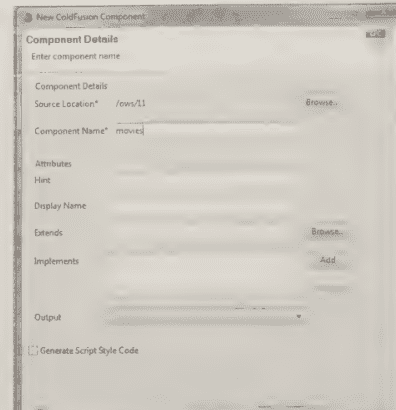 New ColdFusion Component
Component Details
Enter component name
Component Details
Source Location* /ows/11 Browse..
Component Name* movies
Attributes
Hint
Display Name
Extends Browse..
Implements Add
Output
Generate Script Style Code